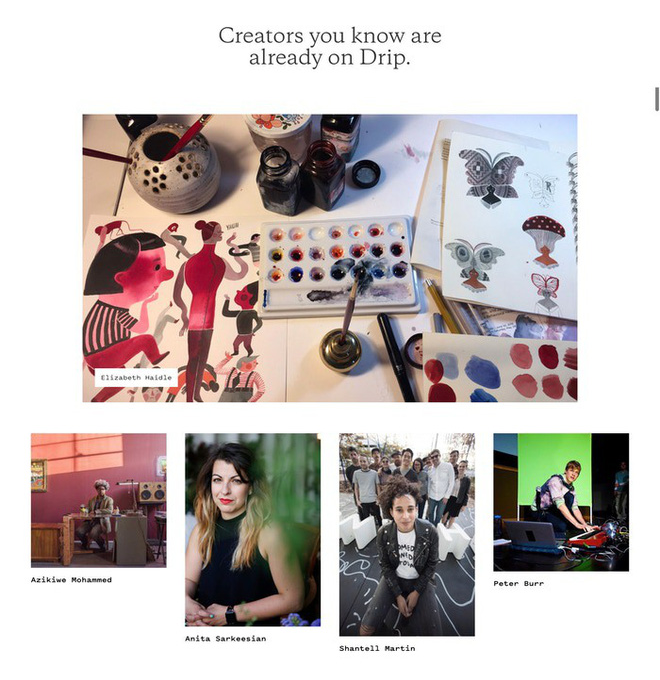 Creators you know are
already on Drip.
Elizabeth Haidle
Azikiwe Mohammed
Anita Sarkeesian
Shantell Martin
Peter Burr